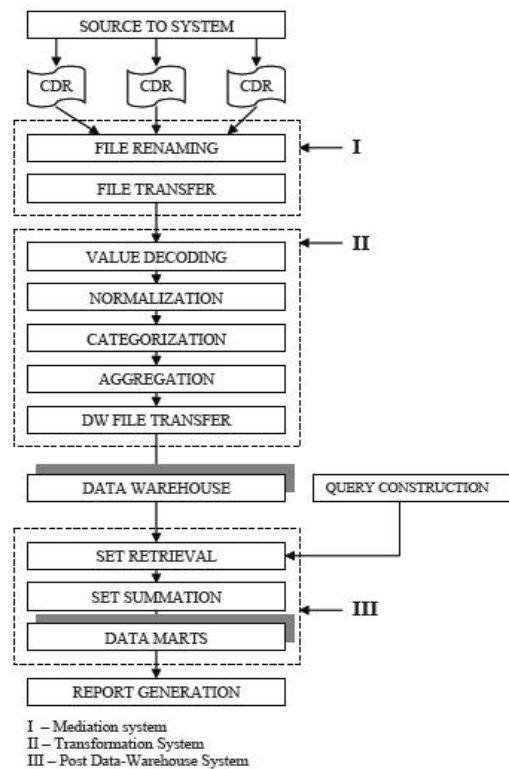 SOURCE TO SYSTEM
CDR CDR CDR
FILE RENAMING
I
FILE TRANSFER
II
VALUE DECODING
NORMALIZATION
CATEGORIZATION
AGGREGATION
DW FILE TRANSFER
DATA WAREHOUSE
QUERY CONSTRUCTION
SET RETRIEVAL
SET SUMMATION
III
DATA MARTS
REPORT GENERATION
I – Mediation system
II – Transformation System
III – Post Data-Warehouse System